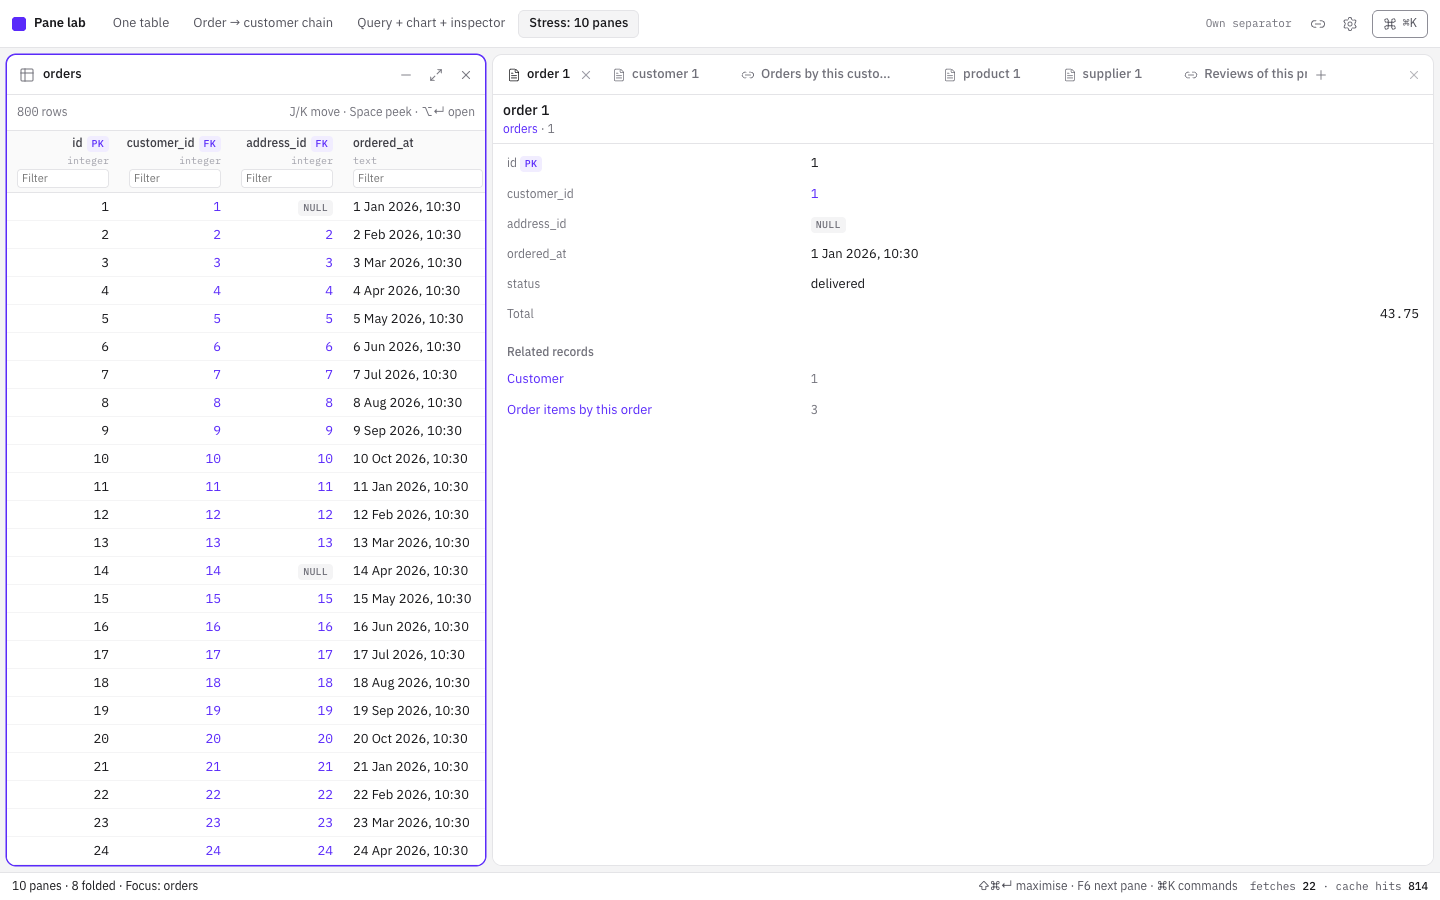 Pane lab One table Order → customer chain Query + chart + inspector Stress: 10 panes Own separator ⌘ ⌘K
orders
800 rows J/K move · Space peek · ⌥↵ open
id PK customer_id FK address_id FK ordered_at
integer integer integer text
Filter Filter Filter Filter
1 1 NULL 1 Jan 2026, 10:30
2 2 2 2 Feb 2026, 10:30
3 3 3 3 Mar 2026, 10:30
4 4 4 4 Apr 2026, 10:30
5 5 5 5 May 2026, 10:30
6 6 6 6 Jun 2026, 10:30
7 7 7 7 Jul 2026, 10:30
8 8 8 8 Aug 2026, 10:30
9 9 9 9 Sep 2026, 10:30
10 10 10 10 Oct 2026, 10:30
11 11 11 11 Jan 2026, 10:30
12 12 12 12 Feb 2026, 10:30
13 13 13 13 Mar 2026, 10:30
14 14 NULL 14 Apr 2026, 10:30
15 15 15 15 May 2026, 10:30
16 16 16 16 Jun 2026, 10:30
17 17 17 17 Jul 2026, 10:30
18 18 18 18 Aug 2026, 10:30
19 19 19 19 Sep 2026, 10:30
20 20 20 20 Oct 2026, 10:30
21 21 21 21 Jan 2026, 10:30
22 22 22 22 Feb 2026, 10:30
23 23 23 23 Mar 2026, 10:30
24 24 24 24 Apr 2026, 10:30
order 1 customer 1 Orders by this custo... product 1 supplier 1 Reviews of this pr
order 1
orders · 1
id PK 1
customer_id 1
address_id NULL
ordered_at 1 Jan 2026, 10:30
status delivered
Total 43.75
Related records
Customer 1
Order items by this order 3
10 panes · 8 folded · Focus: orders ⇧⌘↵ maximise · F6 next pane · ⌘K commands fetches 22 · cache hits 814